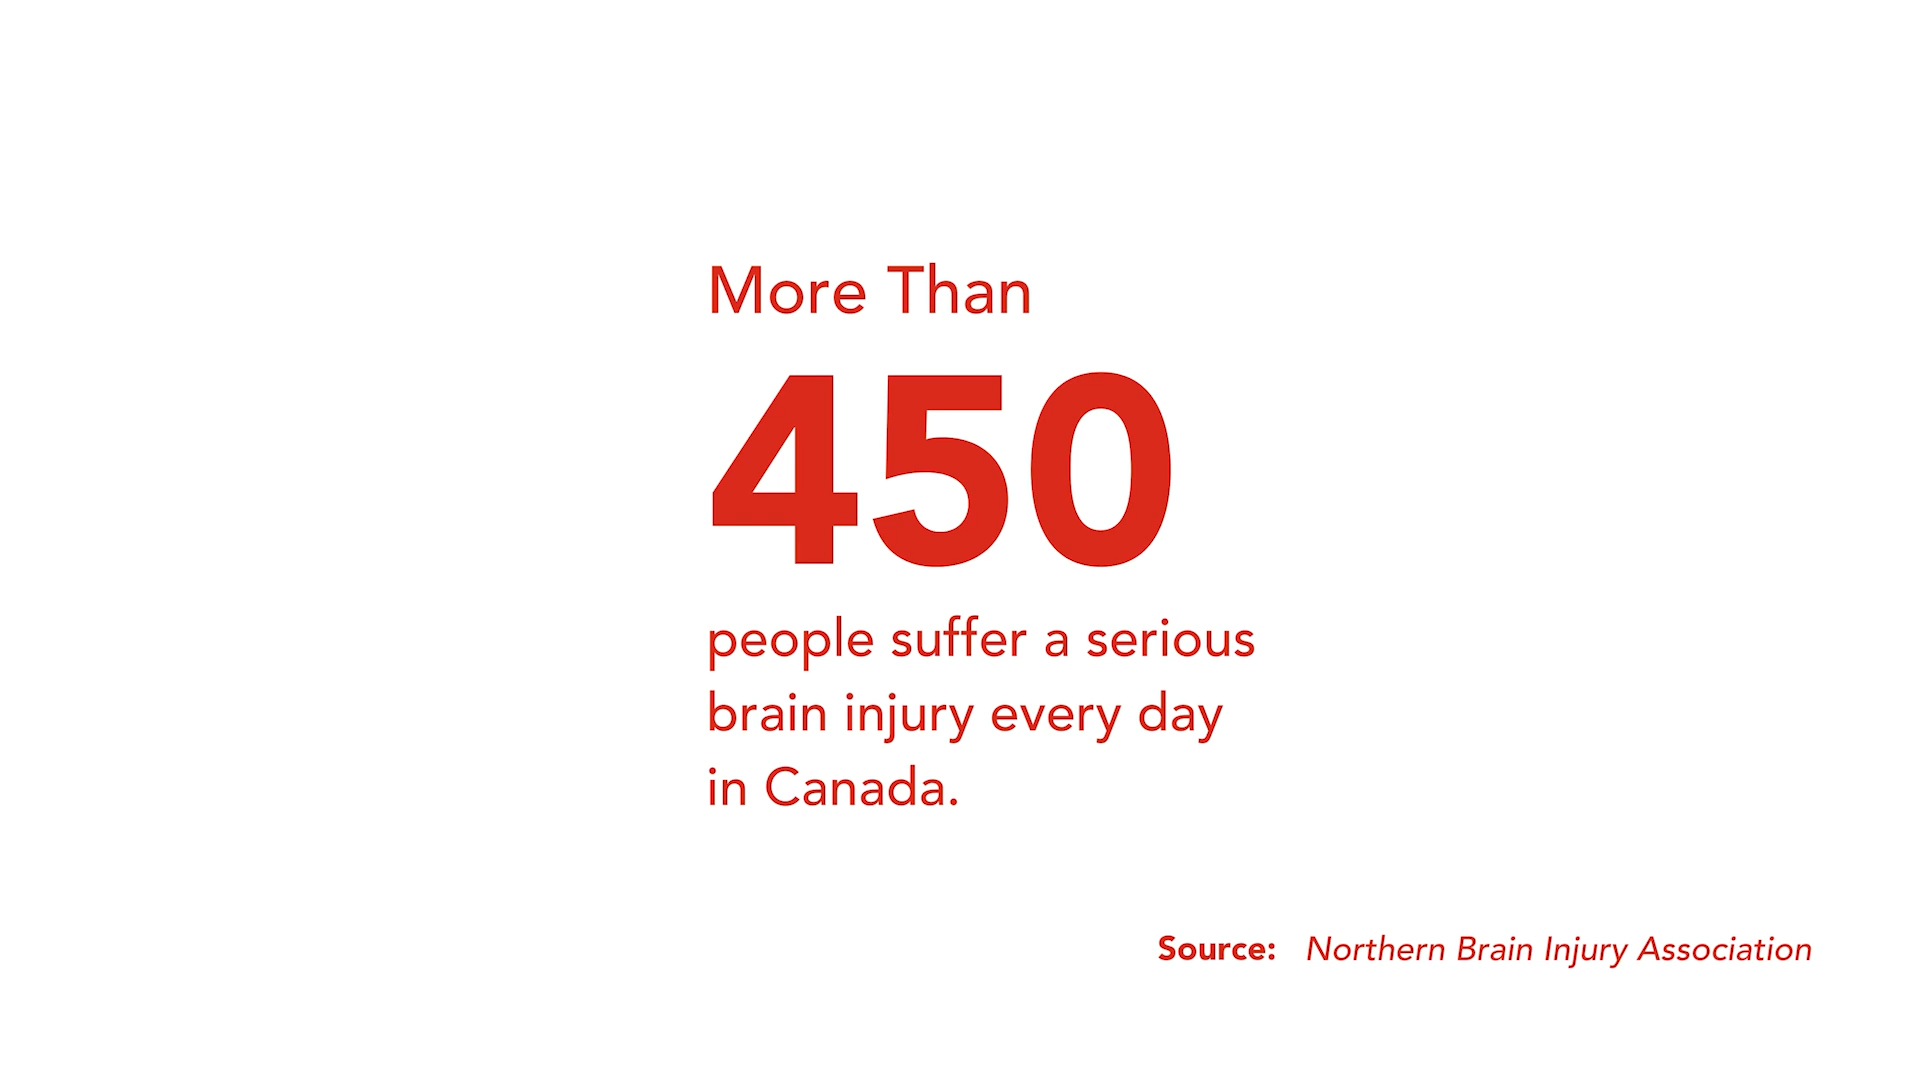 More Than
450
people suffer a serious
brain injury every day
in Canada.
Source: Northern Brain Injury Association